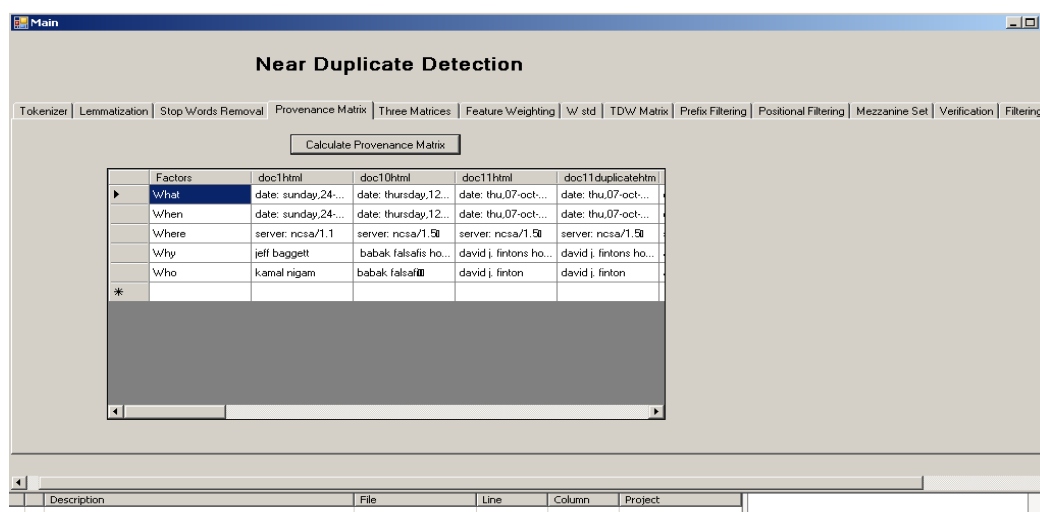 Main
Near Duplicate Detection
Tokenizer Lemmatization Stop Words Removal Provenance Matrix Three Matrices Feature Weighting W std TDW Matrix Prefix Filtering Positional Filtering Mezzanine Set Verification Filtering
Calculate Provenance Matrix
Factors doc1html doc10html doc11html doc11duplicatehtm
What date: sunday,24-... date: thursday,12... date: thu,07-oct-... date: thu,07-oct-...
When date: sunday,24-... date: thursday,12... date: thu,07-oct-... date: thu,07-oct-...
Where server: ncsa/1.1 server: ncsa/1.5 server: ncsa/1.5 server: ncsa/1.5
Why jeff baggett babak falsafis ho... david j. fintons ho... david j. fintons ho...
Who kamal nigam babak falsafi david j. finton david j. finton
Description File Line Column Project